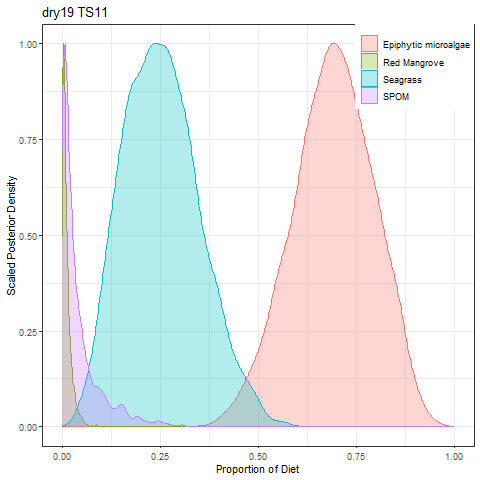 dry19 TS11
Epiphytic microalgae
Red Mangrove
Seagrass
SPOM
1.00
0.75
0.50
0.25
0.00
Scaled Posterior Density
0.00 0.25 0.50 0.75 1.00
Proportion of Diet